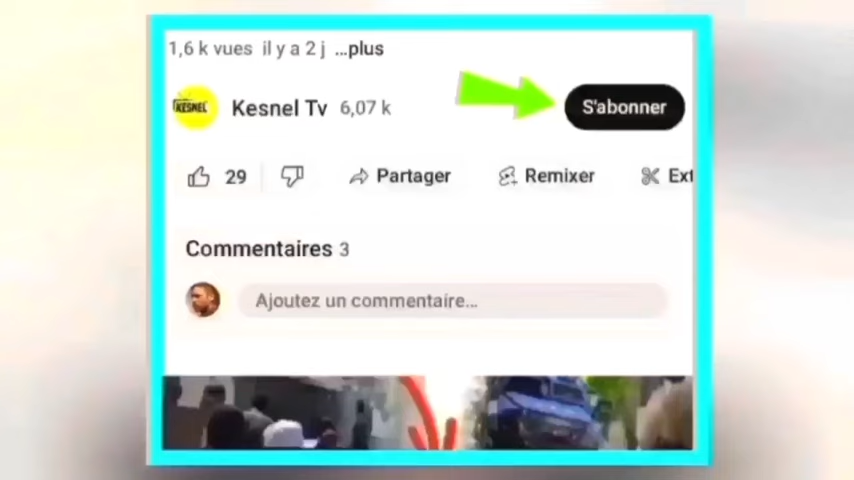 1,6 k vues il y a 2 j ...plus
KESNEL
Kesnel Tv 6,07 k
S'abonner
29
Partager
Remixer
Ext
Commentaires 3
Ajoutez un commentaire...